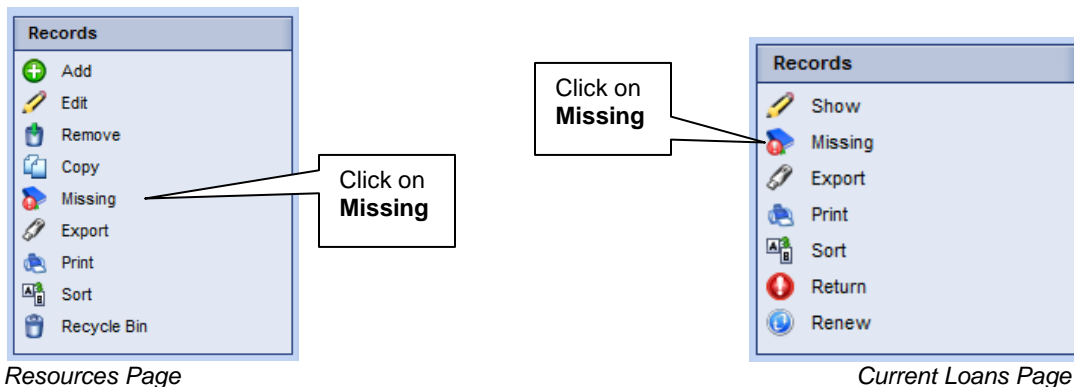 Records
Add
Edit
Remove
Copy
Missing
Export
Print
Sort
Recycle Bin
Click on
Missing
Resources Page
Click on
Missing
Records
Show
Missing
Export
Print
Sort
Return
Renew
Current Loans Page